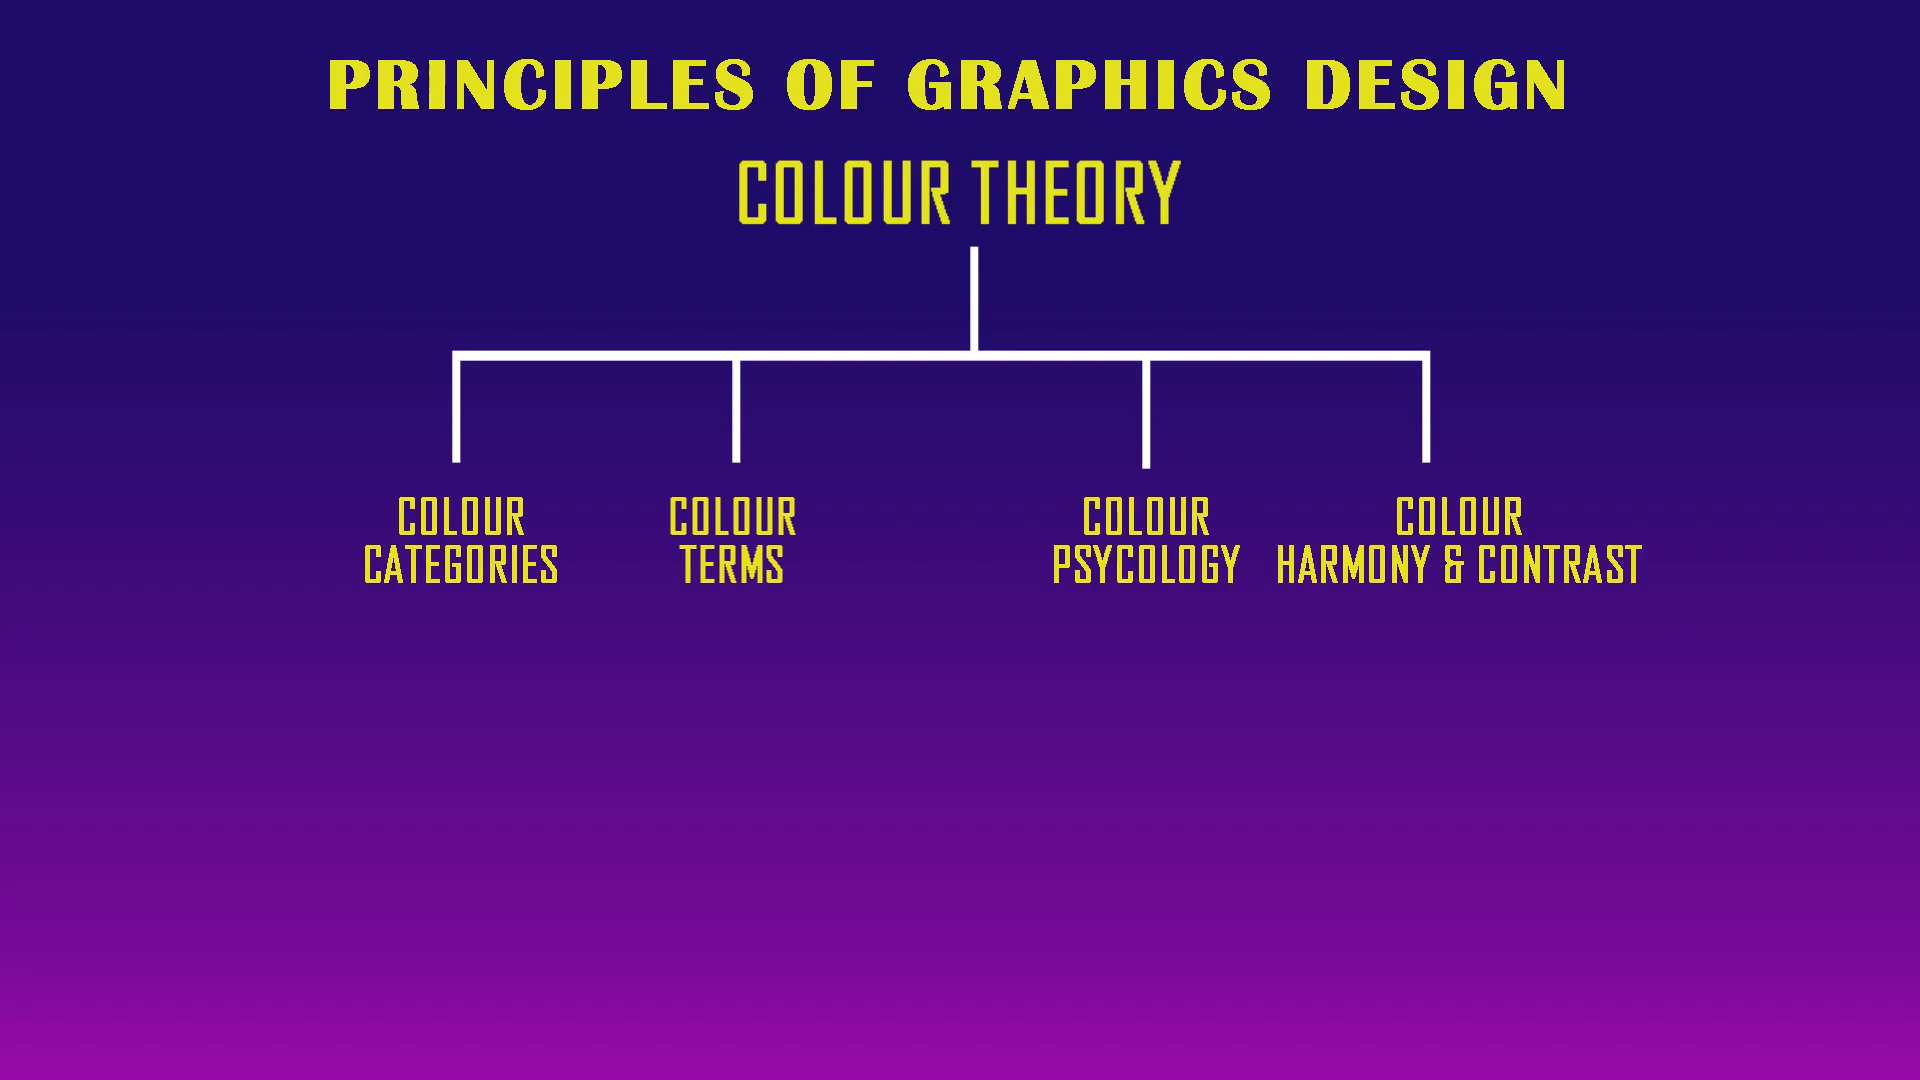 PRINCIPLES OF GRAPHICS DESIGN
COLOUR THEORY
COLOUR
CATEGORIES
COLOUR
TERMS
COLOUR
PSYCOLOGY
COLOUR
HARMONY & CONTRAST